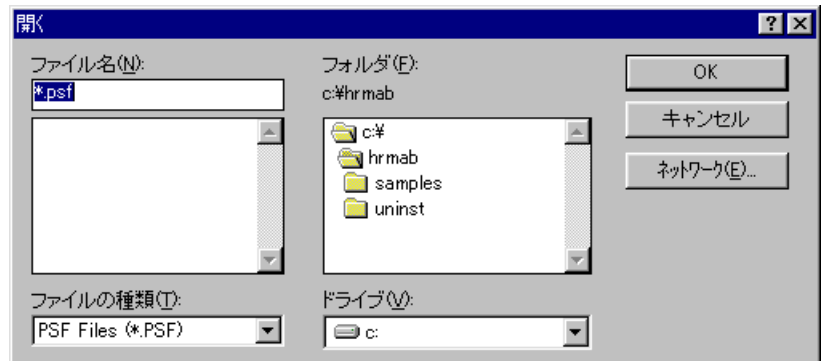 開く
ファイル名(N):
*.psf
フォルダ(F):
c:¥hrmab
c:¥
hrmab
samples
uninst
OK
キャンセル
ネットワーク(E)...
ファイルの種類(T):
PSF Files (*.PSF)
ドライブ(V):
c: